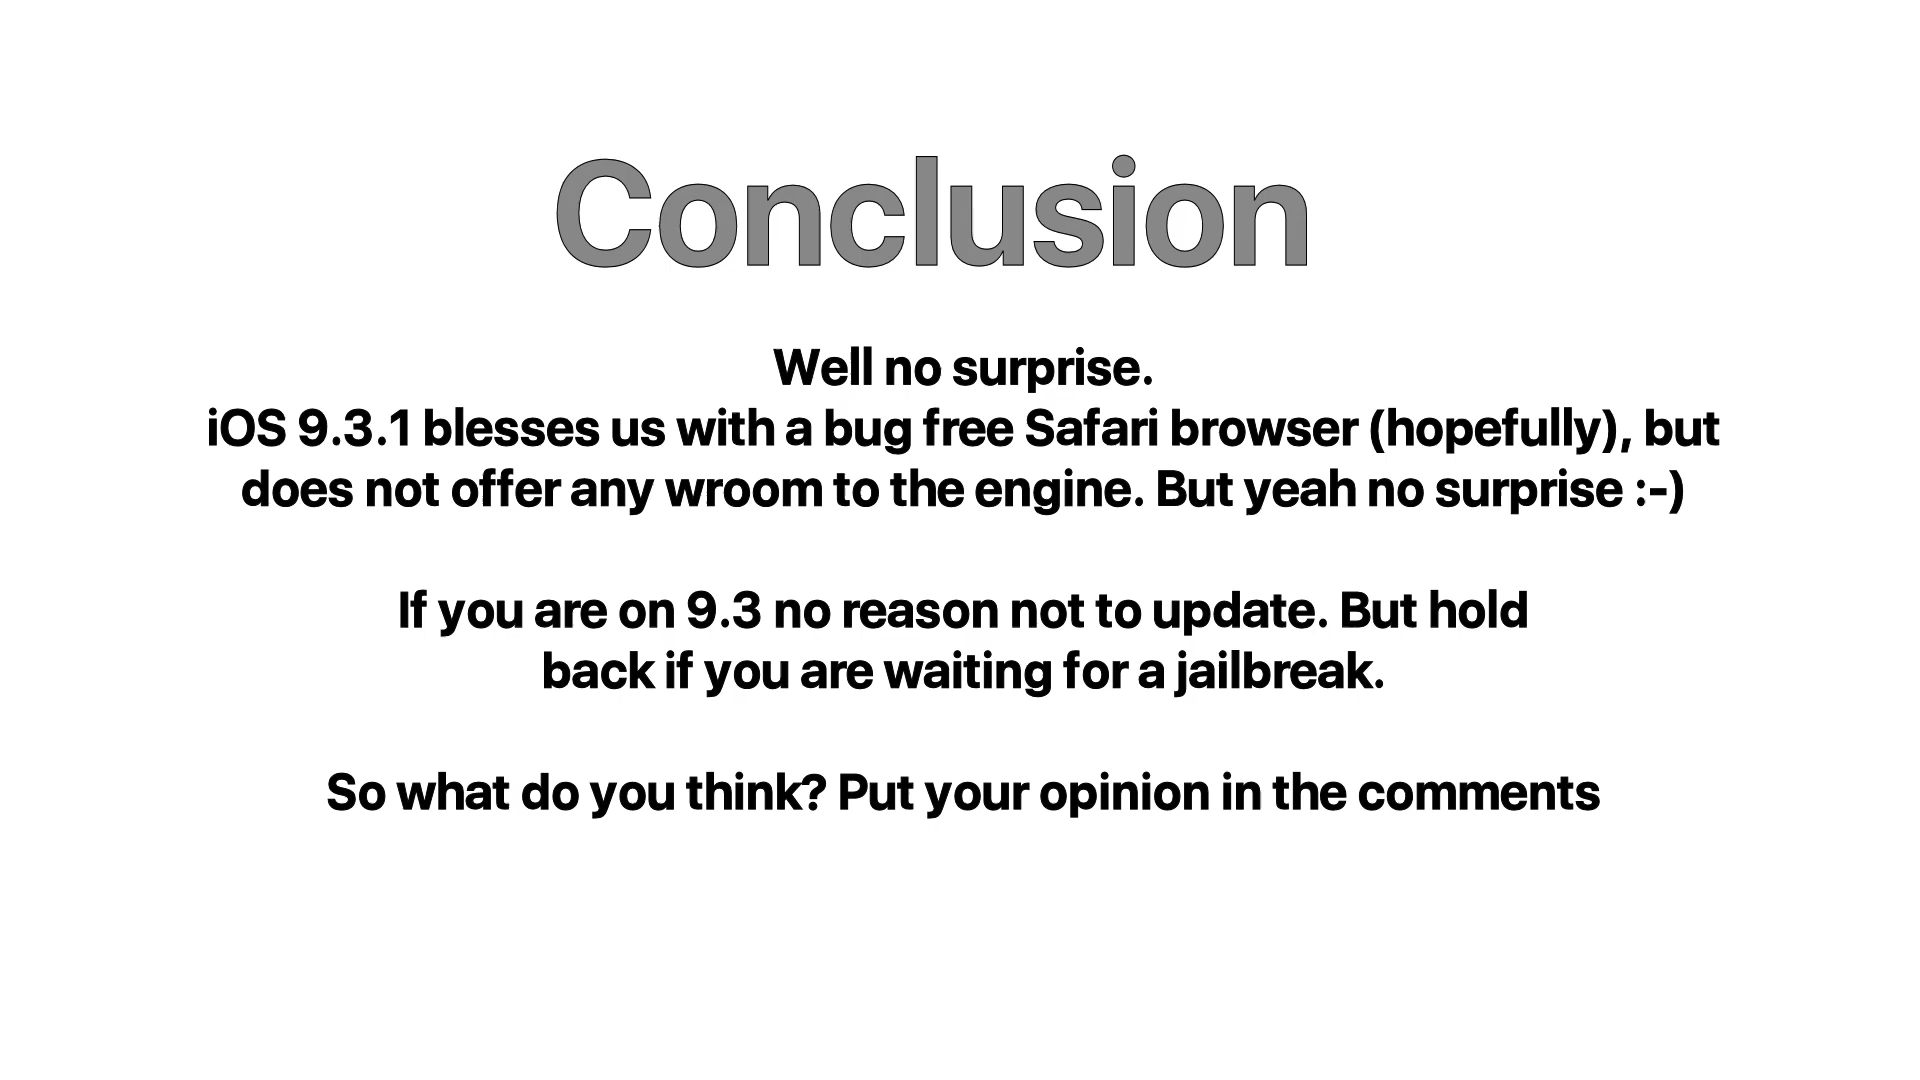 Conclusion
Well no surprise.
iOS 9.3.1 blesses us with a bug free Safari browser (hopefully), but
does not offer any wroom to the engine. But yeah no surprise :-)
If you are on 9.3 no reason not to update. But hold
back if you are waiting for a jailbreak.
So what do you think? Put your opinion in the comments